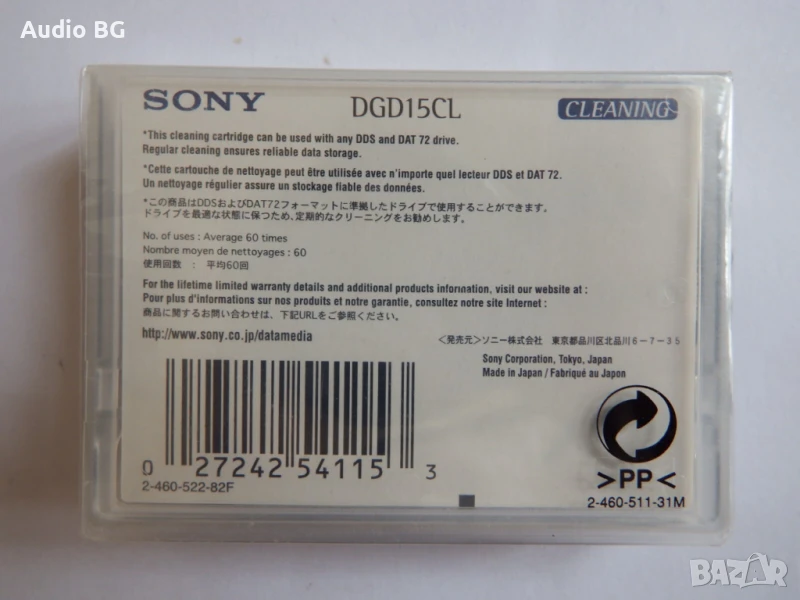 Audio BG
SONY DGD15CL CLEANING
*This cleaning cartridge can be used with any DDS and DAT 72 drive.
Regular cleaning ensures reliable data storage.
*Cette cartouche de nettoyage peut être utilisée avec n'importe quel lecteur DDS et DAT 72.
Un nettoyage régulier assure un stockage fiable des données.
*この商品はDDSおよびDAT72フォーマットに準拠したドライブで使用することができます。
ドライブを最適な状態に保つため、定期的なクリーニングをお勧めします。
No. of uses : Average 60 times
Nombre moyen de nettoyages : 60
使用回数 : 平均60回
For the lifetime limited warranty details and additional products information, visit our website at :
Pour plus d'informations sur nos produits et notre garantie, consultez notre site Internet :
商品に関するお問い合わせは、下記URLをご参照ください。
http://www.sony.co.jp/datamedia
〈発売元〉ソニー株式会社 東京都品川区北品川6-7-35
Sony Corporation, Tokyo, Japan
Made in Japan / Fabriqué au Japon
0 27242 54115 3
2-460-522-82F
>PP<
2-460-511-31M
BAZAR